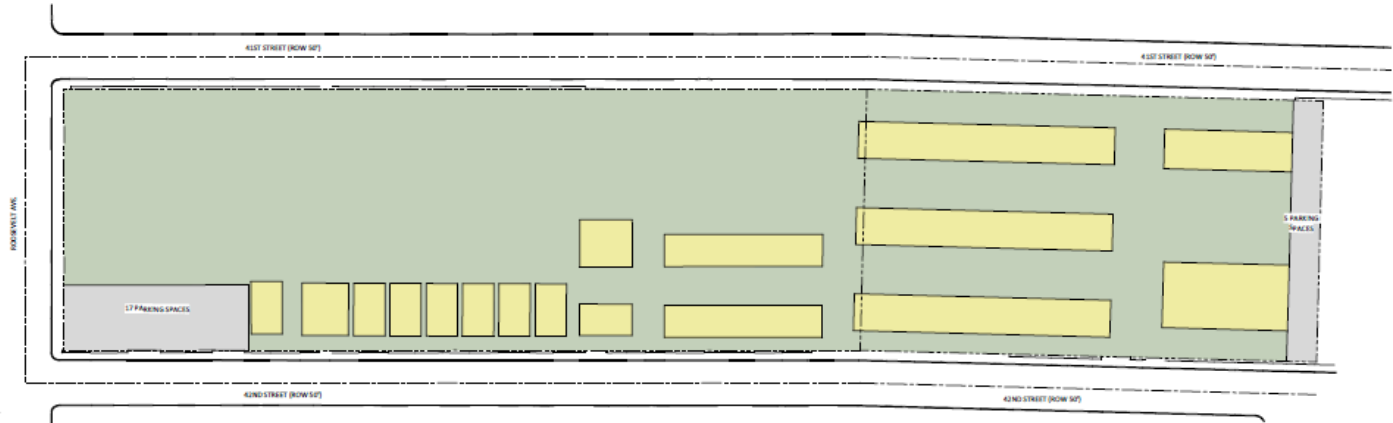 41ST STREET (ROW 50')
41ST STREET (ROW 50')
ROOSEVELT AVE.
5 PARKING
SPACES
17 PARKING SPACES
42ND STREET (ROW 50')
42ND STREET (ROW 50')